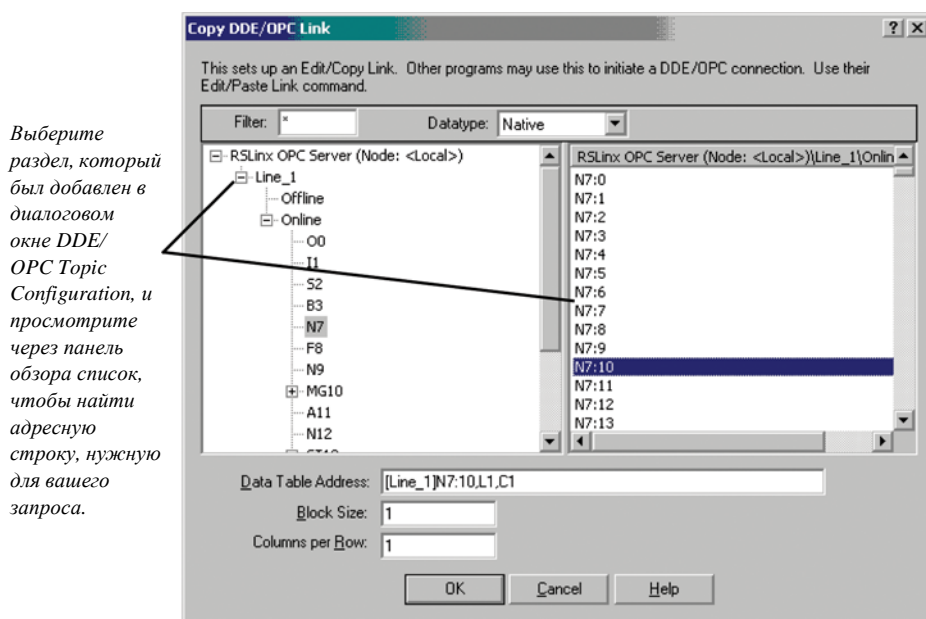 Copy DDE/OPC Link
This sets up an Edit/Copy Link. Other programs may use this to initiate a DDE/OPC connection. Use their
Edit/Paste Link command.
Filter: *
Datatype: Native
Выберите
раздел, который
был добавлен в
диалоговом
окне DDE/
OPC Topic
Configuration, и
просмотрите
через панель
обзора список,
чтобы найти
адресную
строку, нужную
для вашего
запроса.
RSLinx OPC Server (Node: <Local>)
Line_1
Offline
Online
O0
I1
S2
B3
N7
F8
N9
MG10
A11
N12
RSLinx OPC Server (Node: <Local>)\Line_1\Onlin
N7:0
N7:1
N7:2
N7:3
N7:4
N7:5
N7:6
N7:7
N7:8
N7:9
N7:10
N7:11
N7:12
N7:13
Data Table Address: [Line_1]N7:10,L1,C1
Block Size: 1
Columns per Row: 1
OK Cancel Help